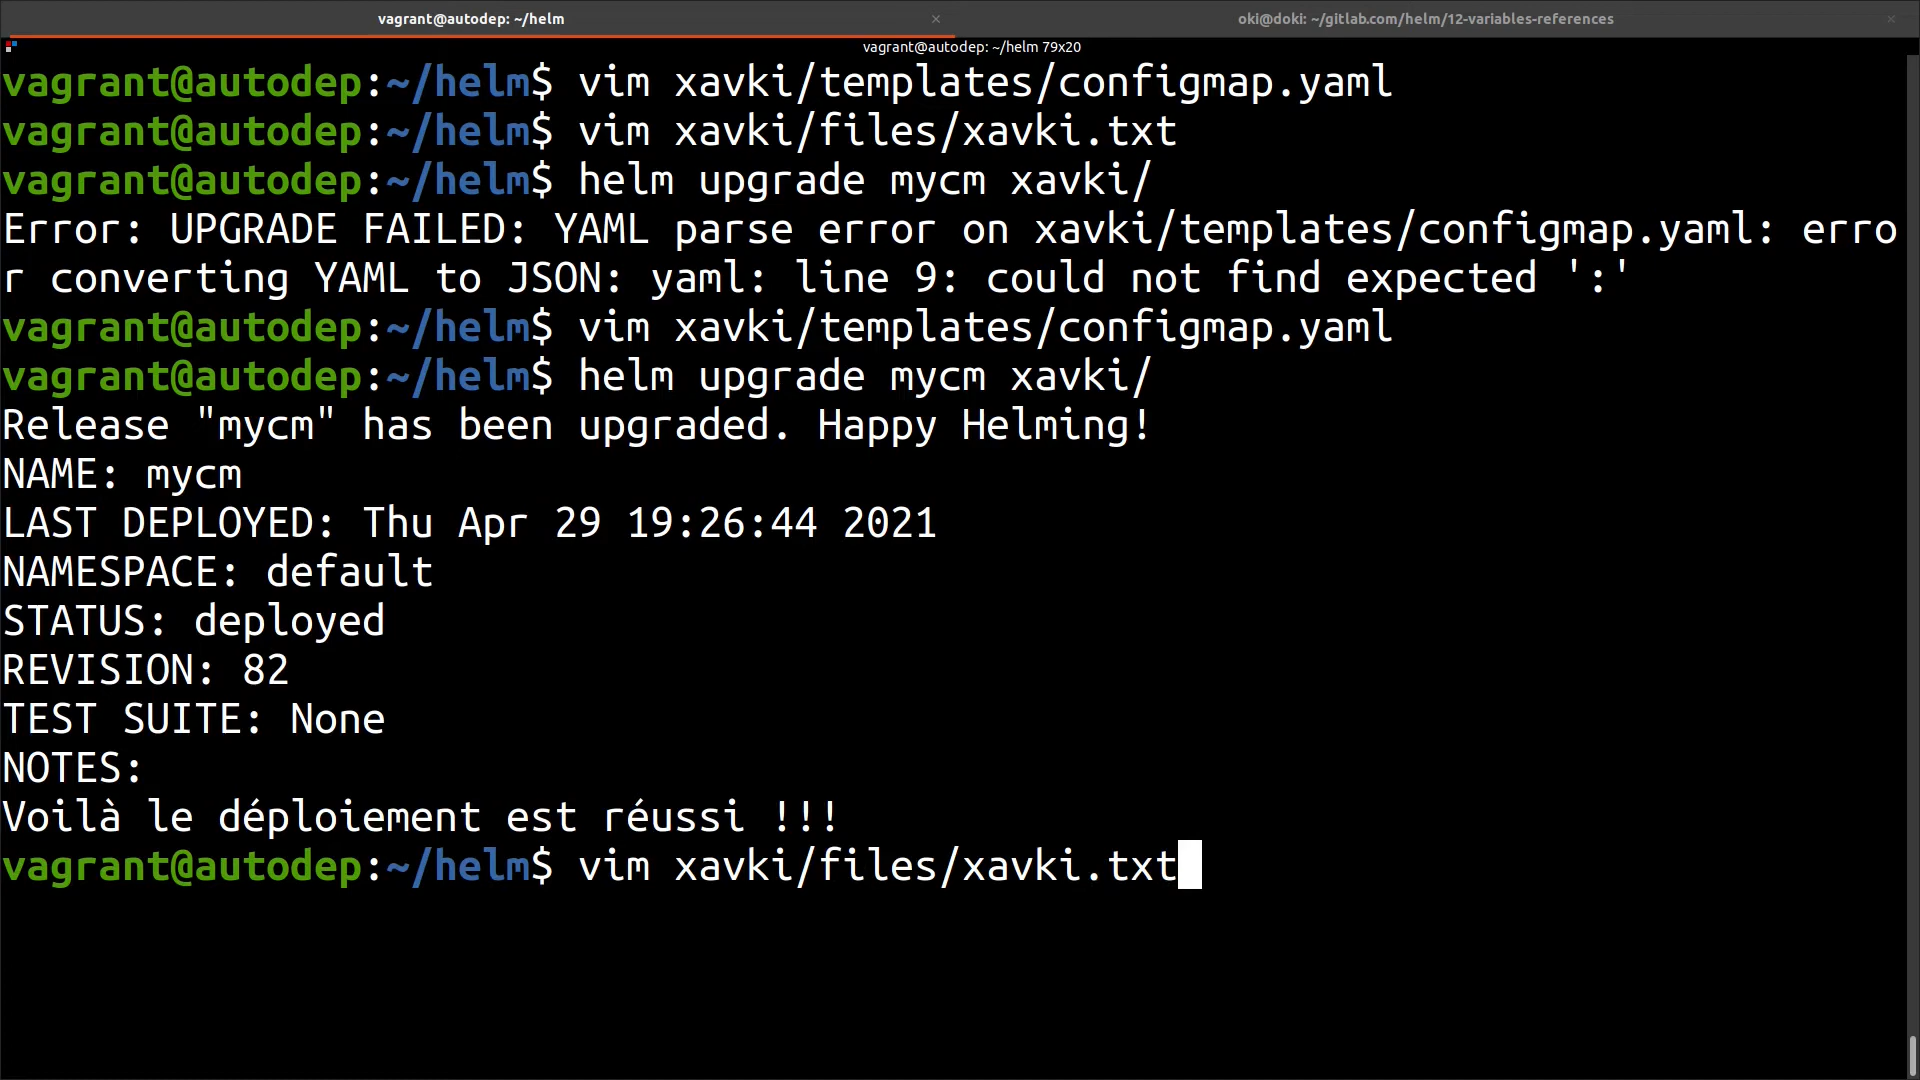 vagrant@autodep: ~/helm × oki@doki: ~/gitlab.com/helm/12-variables-references ×
vagrant@autodep: ~/helm 79x20
vagrant@autodep:~/helm$ vim xavki/templates/configmap.yaml
vagrant@autodep:~/helm$ vim xavki/files/xavki.txt
vagrant@autodep:~/helm$ helm upgrade mycm xavki/
Error: UPGRADE FAILED: YAML parse error on xavki/templates/configmap.yaml: erro
r converting YAML to JSON: yaml: line 9: could not find expected ':'
vagrant@autodep:~/helm$ vim xavki/templates/configmap.yaml
vagrant@autodep:~/helm$ helm upgrade mycm xavki/
Release "mycm" has been upgraded. Happy Helming!
NAME: mycm
LAST DEPLOYED: Thu Apr 29 19:26:44 2021
NAMESPACE: default
STATUS: deployed
REVISION: 82
TEST SUITE: None
NOTES:
Voilà le déploiement est réussi !!!
vagrant@autodep:~/helm$ vim xavki/files/xavki.txt